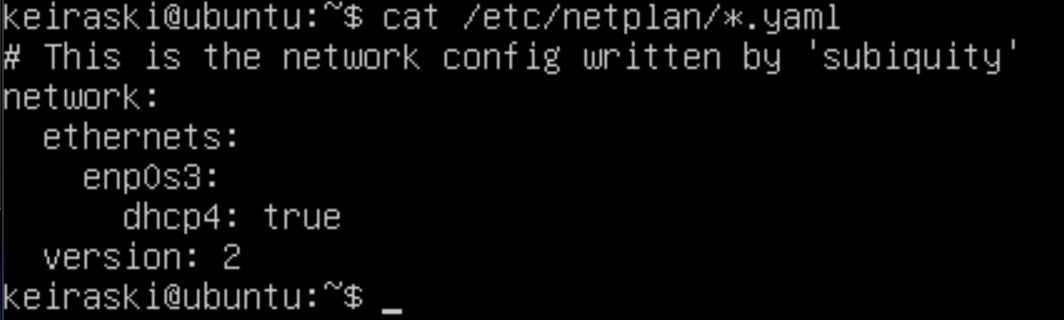 keiraski@ubuntu:~$ cat /etc/netplan/*.yaml
# This is the network config written by 'subiquity'
network:
  ethernets:
    enp0s3:
      dhcp4: true
  version: 2
keiraski@ubuntu:~$ _